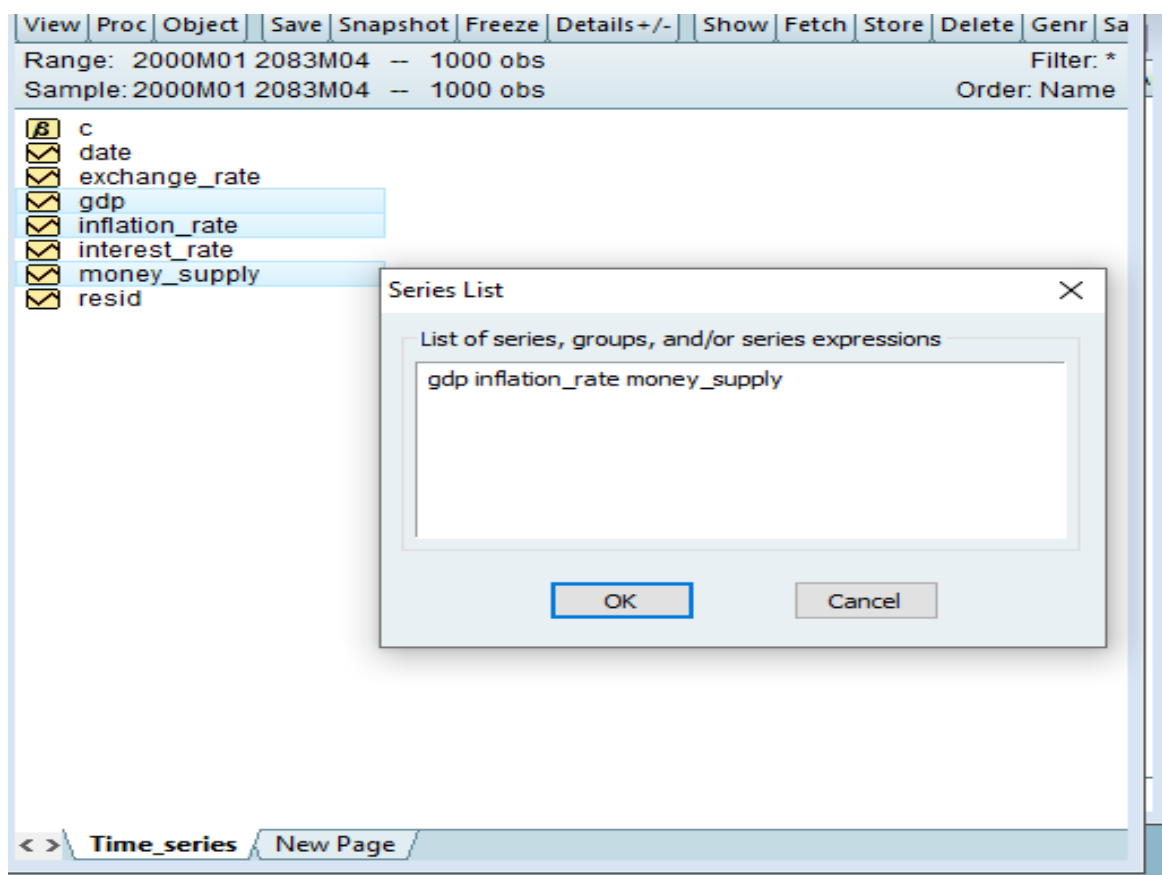 View Proc Object Save Snapshot Freeze Details+/- Show Fetch Store Delete Genr Sa
Range: 2000M01 2083M04 -- 1000 obs Filter: *
Sample: 2000M01 2083M04 -- 1000 obs Order: Name
β c
date
exchange_rate
gdp
inflation_rate
interest_rate
money_supply
resid
Series List
List of series, groups, and/or series expressions
gdp inflation_rate money_supply
OK Cancel
< > Time_series New Page